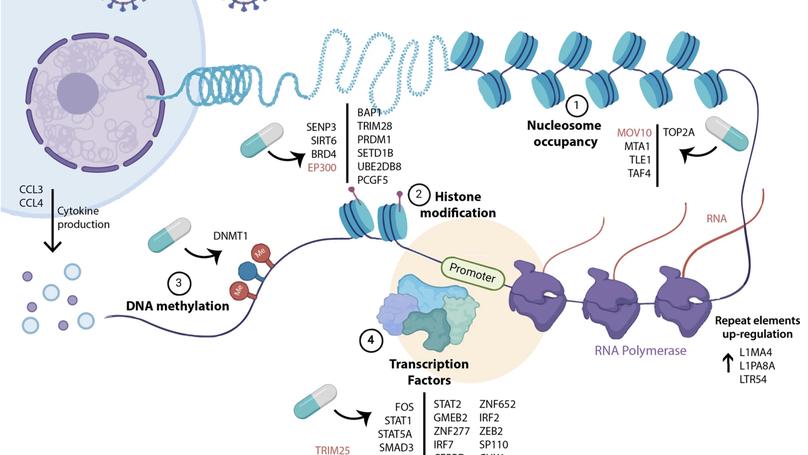 1
Nucleosome
occupancy
MOV10
MTA1
TLE1
TAF4
TOP2A
SENP3
SIRT6
BRD4
EP300
BAP1
TRIM28
PRDM1
SETD1B
UBE2DB8
PCGF5
2
Histone
modification
CCL3
CCL4
Cytokine
production
DNMT1
Me
Me
3
DNA methylation
Promoter
RNA
RNA Polymerase
Repeat elements
up-regulation
L1MA4
L1PA8A
LTR54
4
Transcription
Factors
FOS
STAT1
STAT5A
SMAD3
TRIM25
STAT2
GMEB2
ZNF277
IRF7
ZNF652
IRF2
ZEB2
SP110